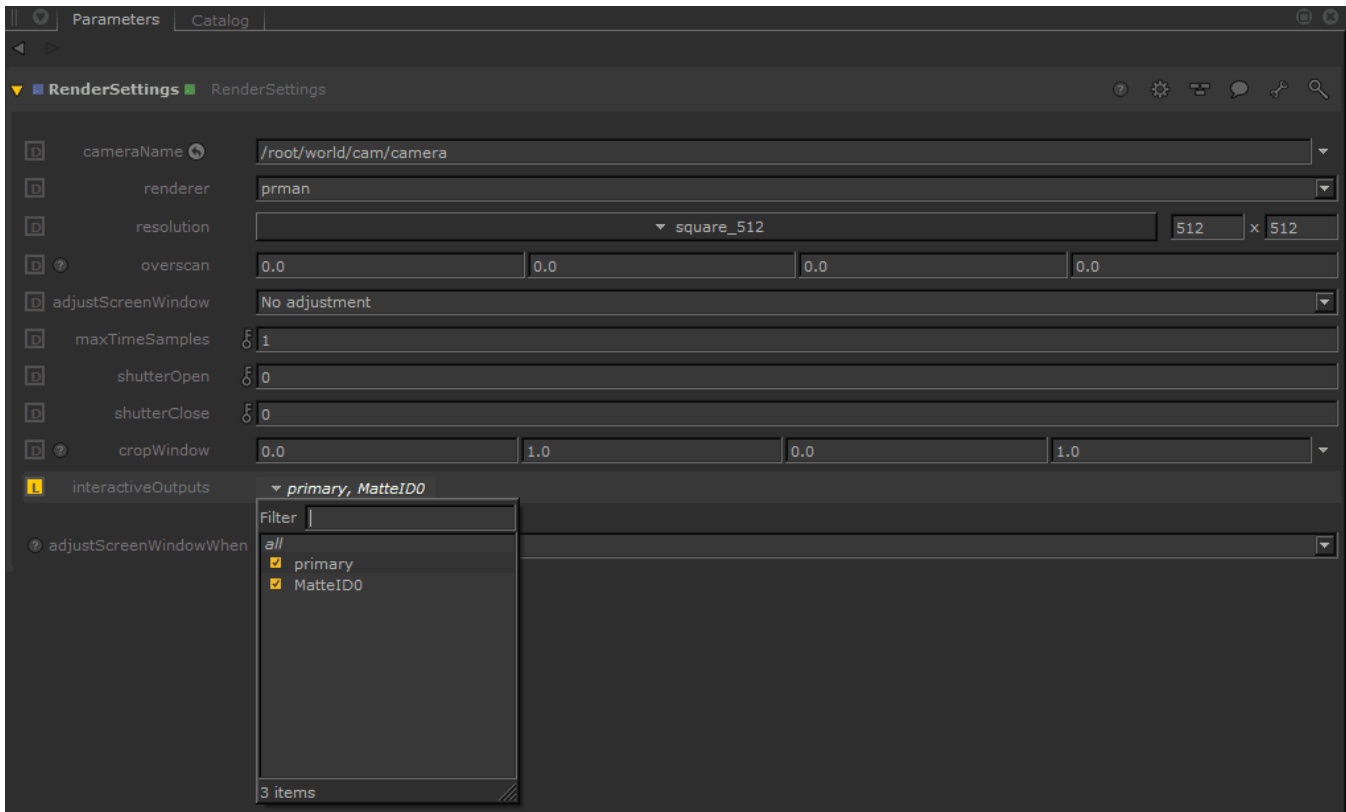 Parameters Catalog
RenderSettings RenderSettings
D cameraName /root/world/cam/camera
D renderer prman
D resolution square_512 512 x 512
D ? overscan 0.0 0.0 0.0 0.0
D adjustScreenWindow No adjustment
D maxTimeSamples 1
D shutterOpen 0
D shutterClose 0
D ? cropWindow 0.0 1.0 0.0 1.0
L interactiveOutputs primary, MatteID0
Filter
? adjustScreenWindowWhen
all
primary
MatteID0
3 items